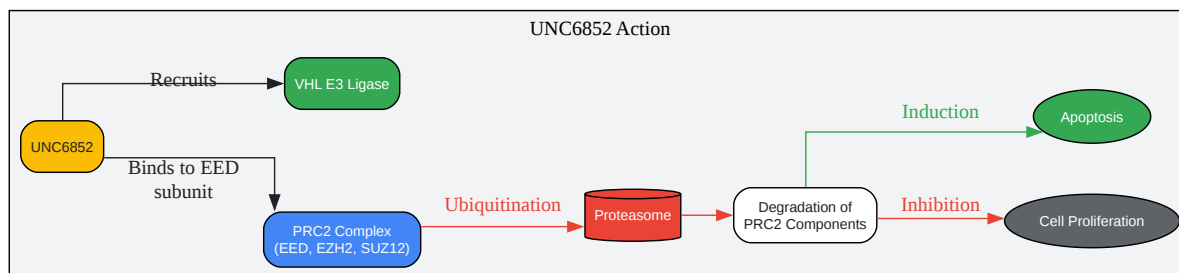 UNC6852 Action
Recruits
VHL E3 Ligase
UNC6852
Binds to EED
subunit
PRC2 Complex
(EED, EZH2, SUZ12)
Ubiquitination
Proteasome
Degradation of
PRC2 Components
Induction
Apoptosis
Inhibition
Cell Proliferation